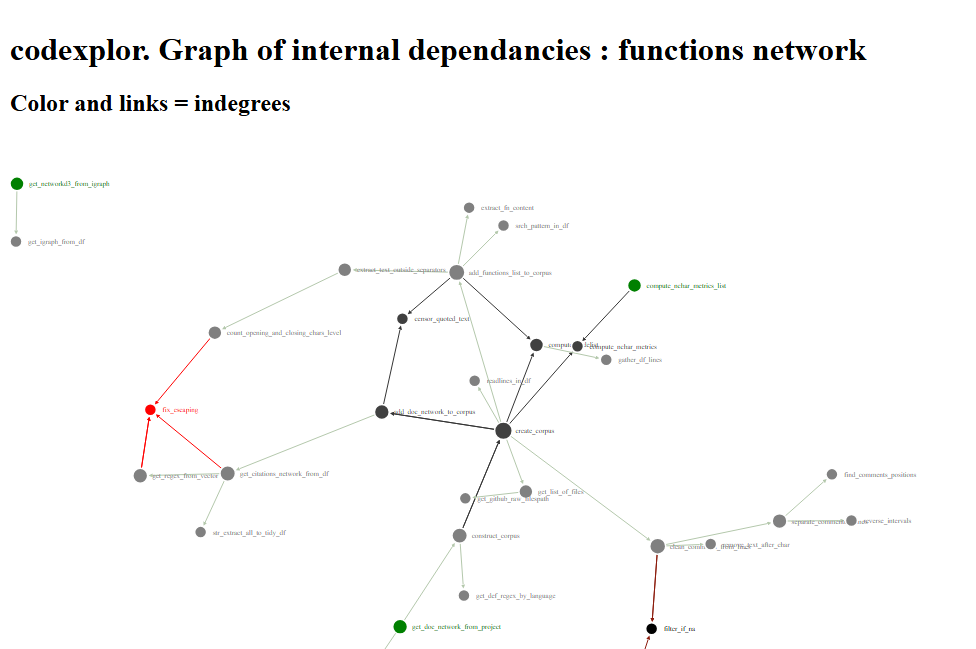 codexplor. Graph of internal dependancies : functions network
Color and links = indegrees
get_networkd3_from_igraph
extract_fn_content
srch_pattern_in_df
get_igraph_from_df
extract_text_outside_separators
add_functions_list_to_corpus
compute_nchar_metrics_list
censor_quoted_text
count_opening_and_closing_chars_level
compute_nchar_metrics
gather_df_lines
readlines_in_df
fix_escaping
add_doc_network_to_corpus
create_corpus
get_regex_from_vector
get_citations_network_from_df
find_comments_positions
get_list_of_files
get_github_raw_filespath
reverse_intervals
str_extract_all_to_tidy_df
construct_corpus
remove_text_after_char
get_def_regex_by_language
get_doc_network_from_project
filter_if_na